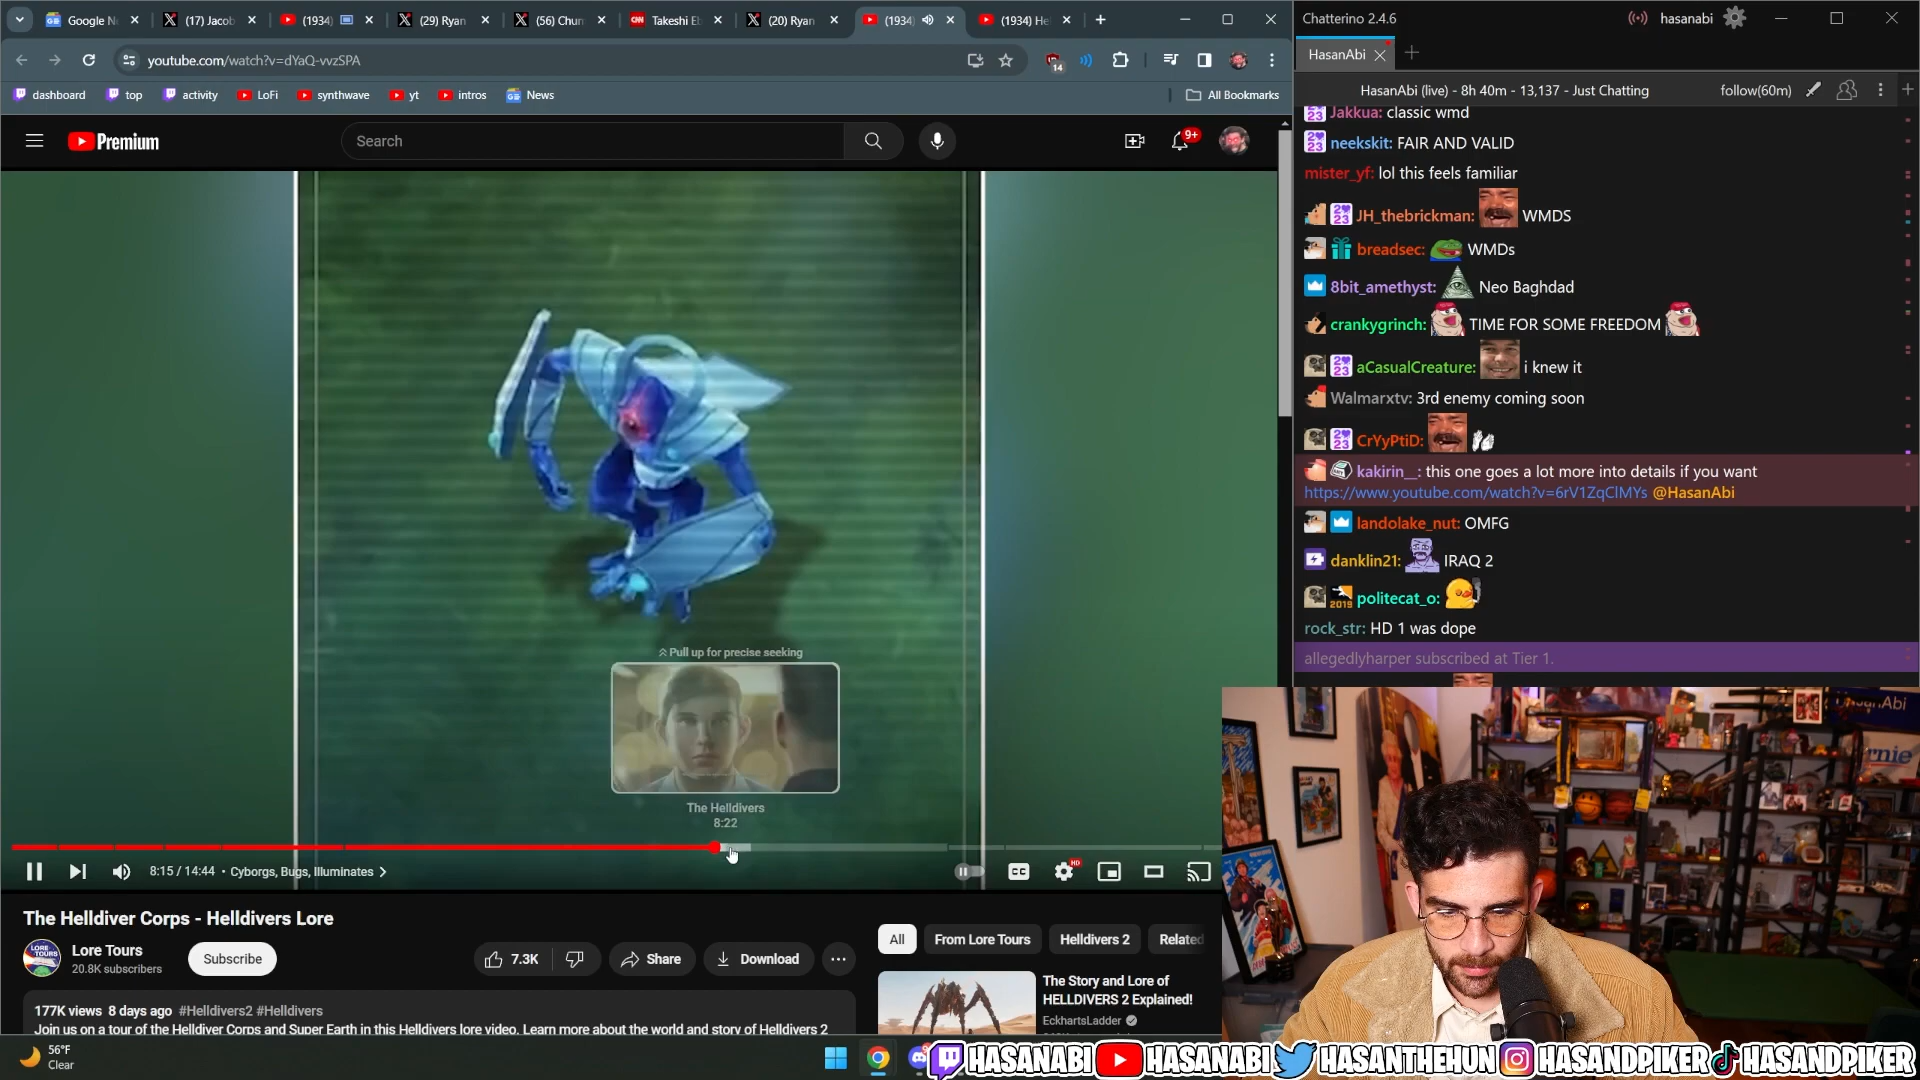 Google N
(17) Jacob
(1934)
(29) Ryan
(56) Chur
CNN
Takeshi Eb
(20) Ryan
(1934)
(1934) He
youtube.com/watch?v=dYaQ-vvzSPA
14
dashboard
top
activity
LoFi
synthwave
yt
intros
News
All Bookmarks
Premium
Search
9+
Pull up for precise seeking
The Helldivers
8:22
8:15 / 14:44 • Cyborgs, Bugs, Illuminates >
CC
HD
The Helldiver Corps - Helldivers Lore
LORE TOURS
Lore Tours
20.8K subscribers
Subscribe
7.3K
Share
Download
All
From Lore Tours
Helldivers 2
Related
177K views 8 days ago #Helldivers2 #Helldivers
Join us on a tour of the Helldiver Corps and Super Earth in this Helldivers lore video. Learn more about the world and story of Helldivers 2
The Story and Lore of
HELLDIVERS 2 Explained!
EckhartsLadder
56°F
Clear
Chatterino 2.4.6
hasanabi
HasanAbi
HasanAbi (live) - 8h 40m - 13,137 - Just Chatting
follow(60m)
Jakkua: classic wmd
neekskit: FAIR AND VALID
mister_yf: lol this feels familiar
JH_thebrickman: WMDS
breadsec: WMDs
8bit_amethyst: Neo Baghdad
crankygrinch: TIME FOR SOME FREEDOM
aCasualCreature: i knew it
Walmarxtv: 3rd enemy coming soon
CrYyPtiD:
kakirin__: this one goes a lot more into details if you want
https://www.youtube.com/watch?v=6rV1ZqClMYs @HasanAbi
landolake_nut: OMFG
danklin21: IRAQ 2
2019 politecat_o:
rock_str: HD 1 was dope
allegedlyharper subscribed at Tier 1.
HASANABI
HASANABI
HASANTHEHUN
HASANDPIKER
HASANDPIKER